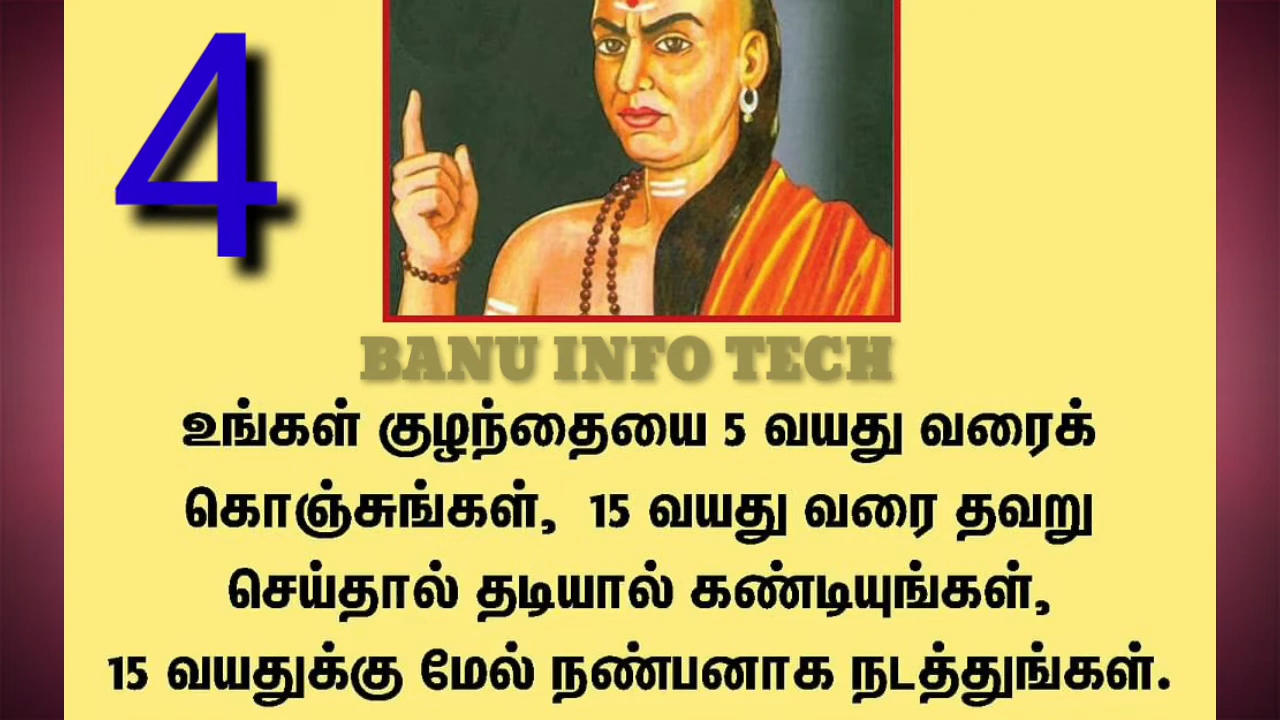 4
BANU INFO TECH
உங்கள் குழந்தையை 5 வயது வரைக்
கொஞ்சுங்கள், 15 வயது வரை தவறு
செய்தால் தடியால் கண்டியுங்கள்,
15 வயதுக்கு மேல் நண்பனாக நடத்துங்கள்.